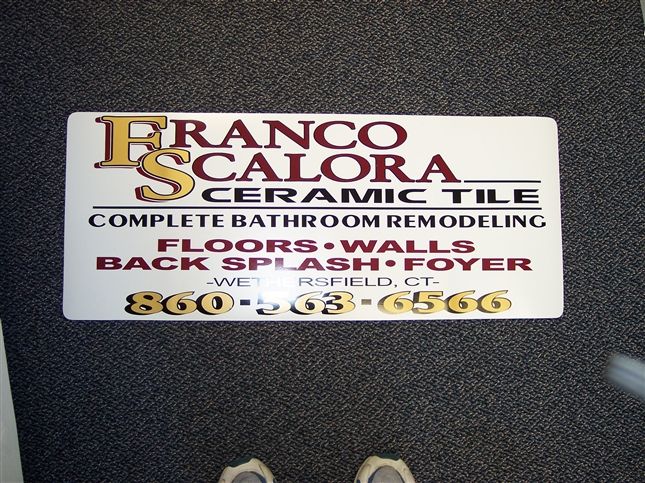 FRANCO
SCALORA
CERAMIC TILE
COMPLETE BATHROOM REMODELING
FLOORS • WALLS
BACK SPLASH • FOYER
-WETHERSFIELD, CT-
860-563-6566